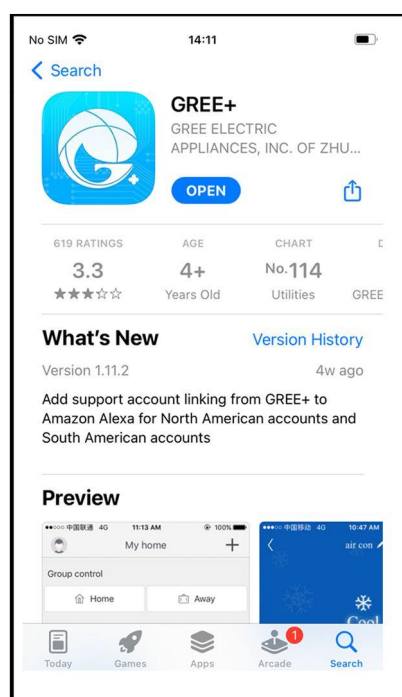 No SIM 14:11
Search
GREE+
GREE ELECTRIC
APPLIANCES, INC. OF ZHU...
OPEN
619 RATINGS AGE CHART
3.3 4+ No.114
★★★☆☆ Years Old Utilities GREE
What's New Version History
Version 1.11.2 4w ago
Add support account linking from GREE+ to
Amazon Alexa for North American accounts and
South American accounts
Preview
中国联通 4G 11:13 AM 100% 中国移动 4G 10:47 AM
My home + air con
Group control
Home Away
Cool
1
Today Games Apps Arcade Search